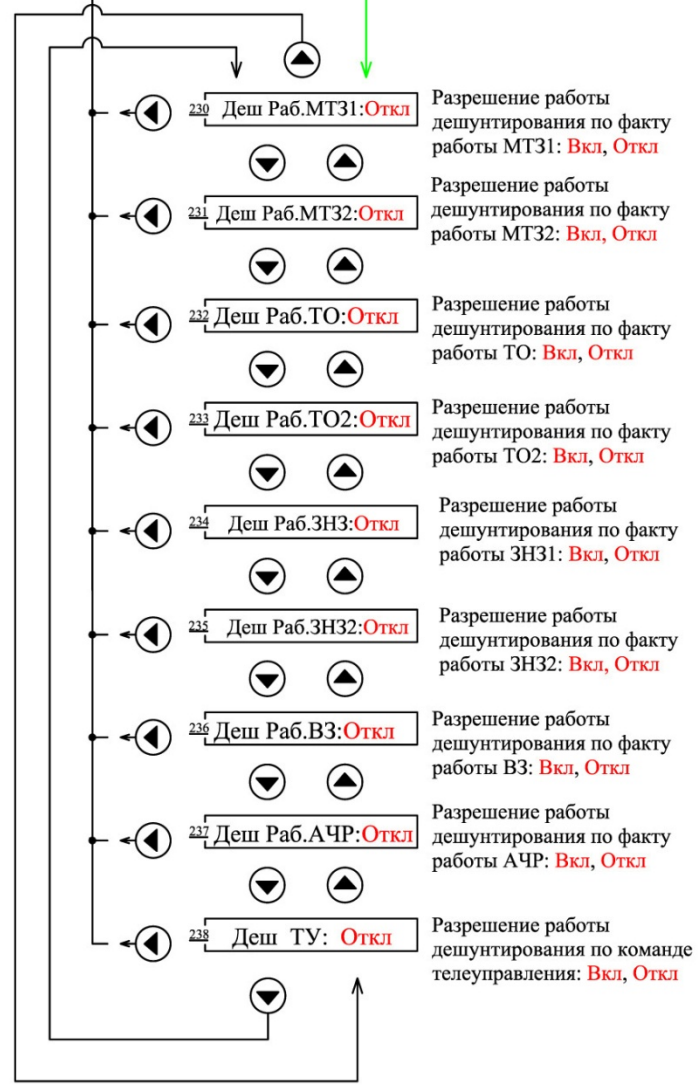 230 Деш Раб.МТЗ1:Откл
Разрешение работы
дешунтирования по факту
работы МТЗ1: Вкл, Откл
231 Деш Раб.МТЗ2:Откл
Разрешение работы
дешунтирования по факту
работы МТЗ2: Вкл, Откл
232 Деш Раб.ТО:Откл
Разрешение работы
дешунтирования по факту
работы ТО: Вкл, Откл
233 Деш Раб.ТО2:Откл
Разрешение работы
дешунтирования по факту
работы ТО2: Вкл, Откл
234 Деш Раб.ЗНЗ:Откл
Разрешение работы
дешунтирования по факту
работы ЗНЗ1: Вкл, Откл
235 Деш Раб.ЗНЗ2:Откл
Разрешение работы
дешунтирования по факту
работы ЗНЗ2: Вкл, Откл
236 Деш Раб.ВЗ:Откл
Разрешение работы
дешунтирования по факту
работы ВЗ: Вкл, Откл
237 Деш Раб.АЧР:Откл
Разрешение работы
дешунтирования по факту
работы АЧР: Вкл, Откл
238 Деш ТУ: Откл
Разрешение работы
дешунтирования по команде
телеуправления: Вкл, Откл